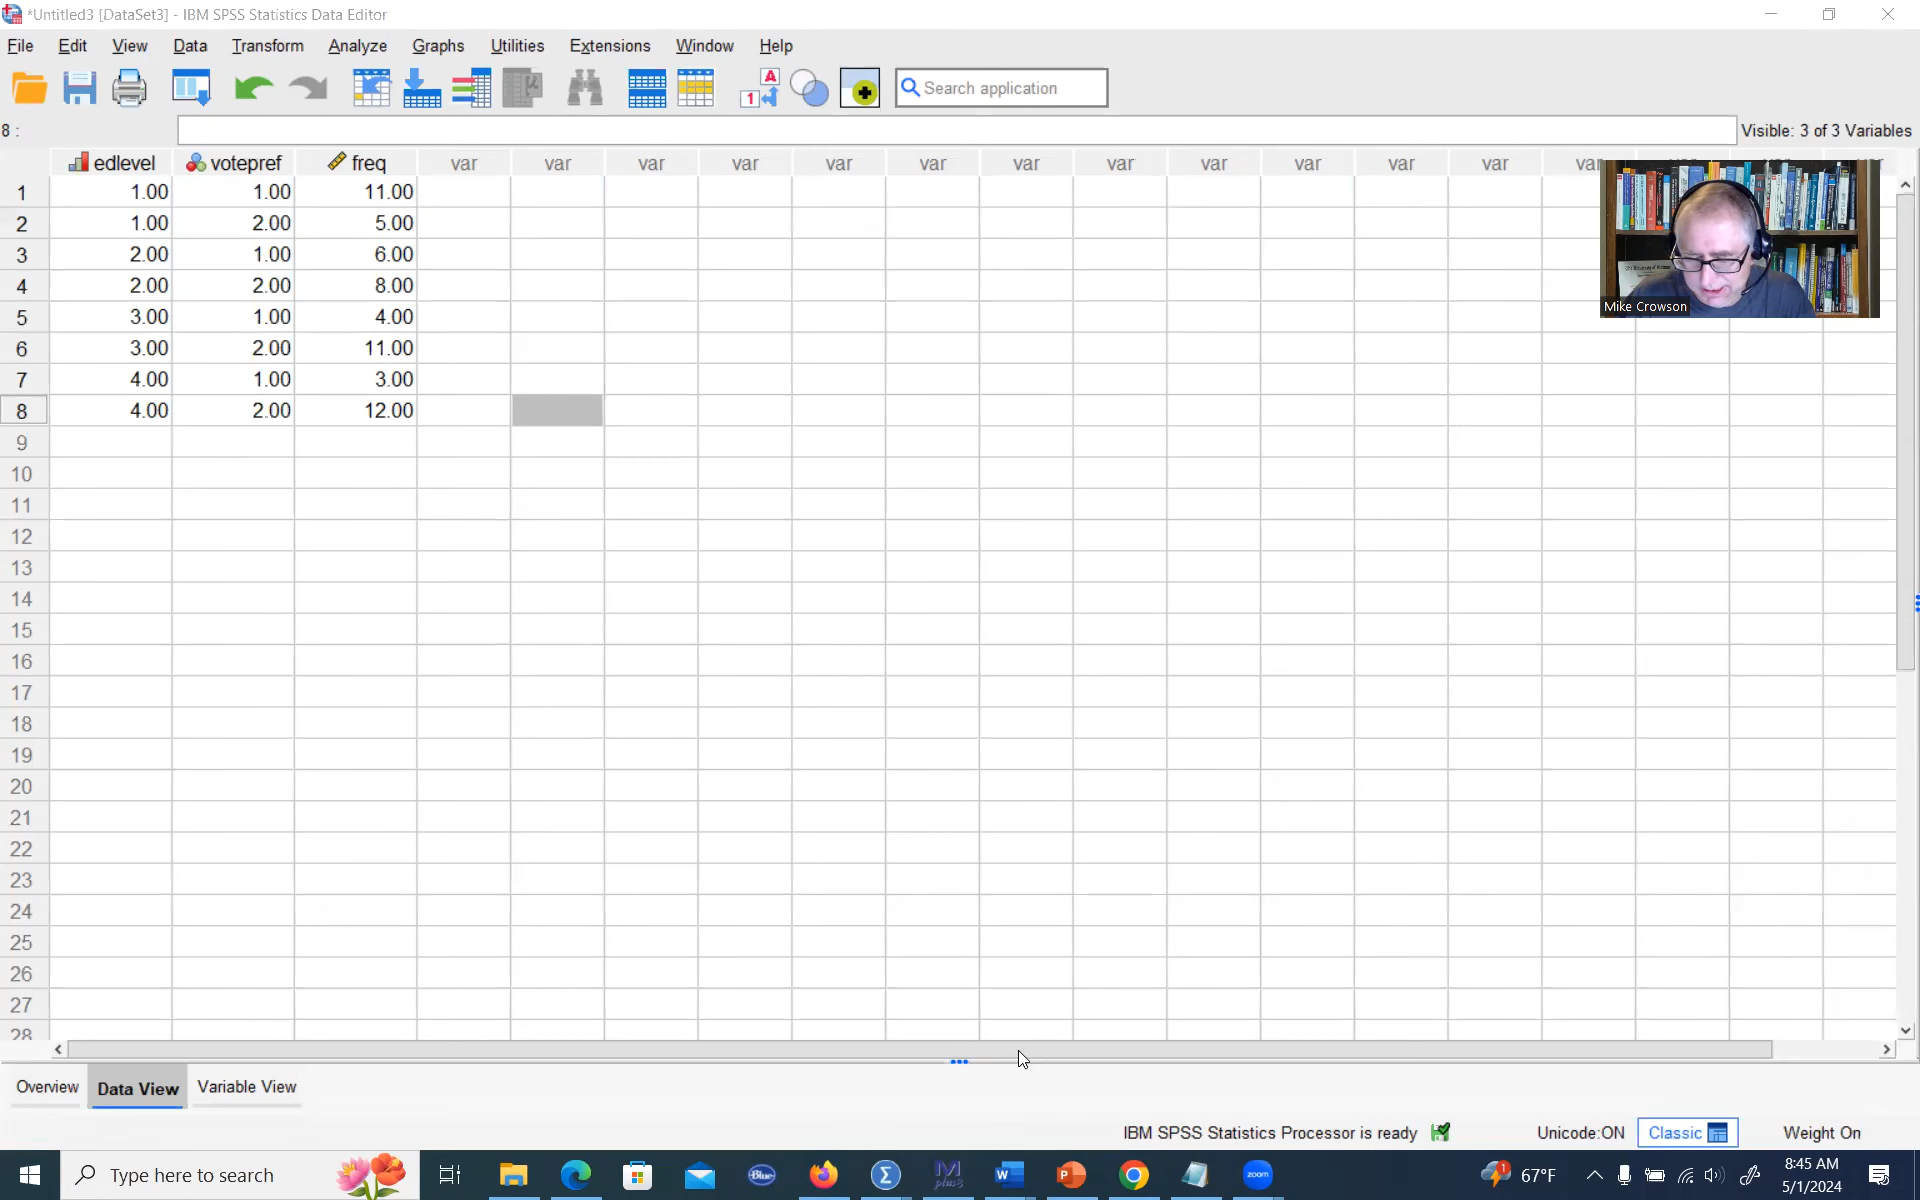 *Untitled3 [DataSet3] - IBM SPSS Statistics Data Editor
File Edit View Data Transform Analyze Graphs Utilities Extensions Window Help
Search application
8 : Visible: 3 of 3 Variables
edlevel votepref freq var var var var var var var var var var var var var
1 1.00 1.00 11.00
2 1.00 2.00 5.00
3 2.00 1.00 6.00
4 2.00 2.00 8.00
5 3.00 1.00 4.00
6 3.00 2.00 11.00
7 4.00 1.00 3.00
8 4.00 2.00 12.00
Mike Crowson
9
10
11
12
13
14
15
16
17
18
19
20
21
22
23
24
25
26
27
28
Overview Data View Variable View
IBM SPSS Statistics Processor is ready Unicode:ON Classic Weight On
Type here to search 67°F 8:45 AM
5/1/2024